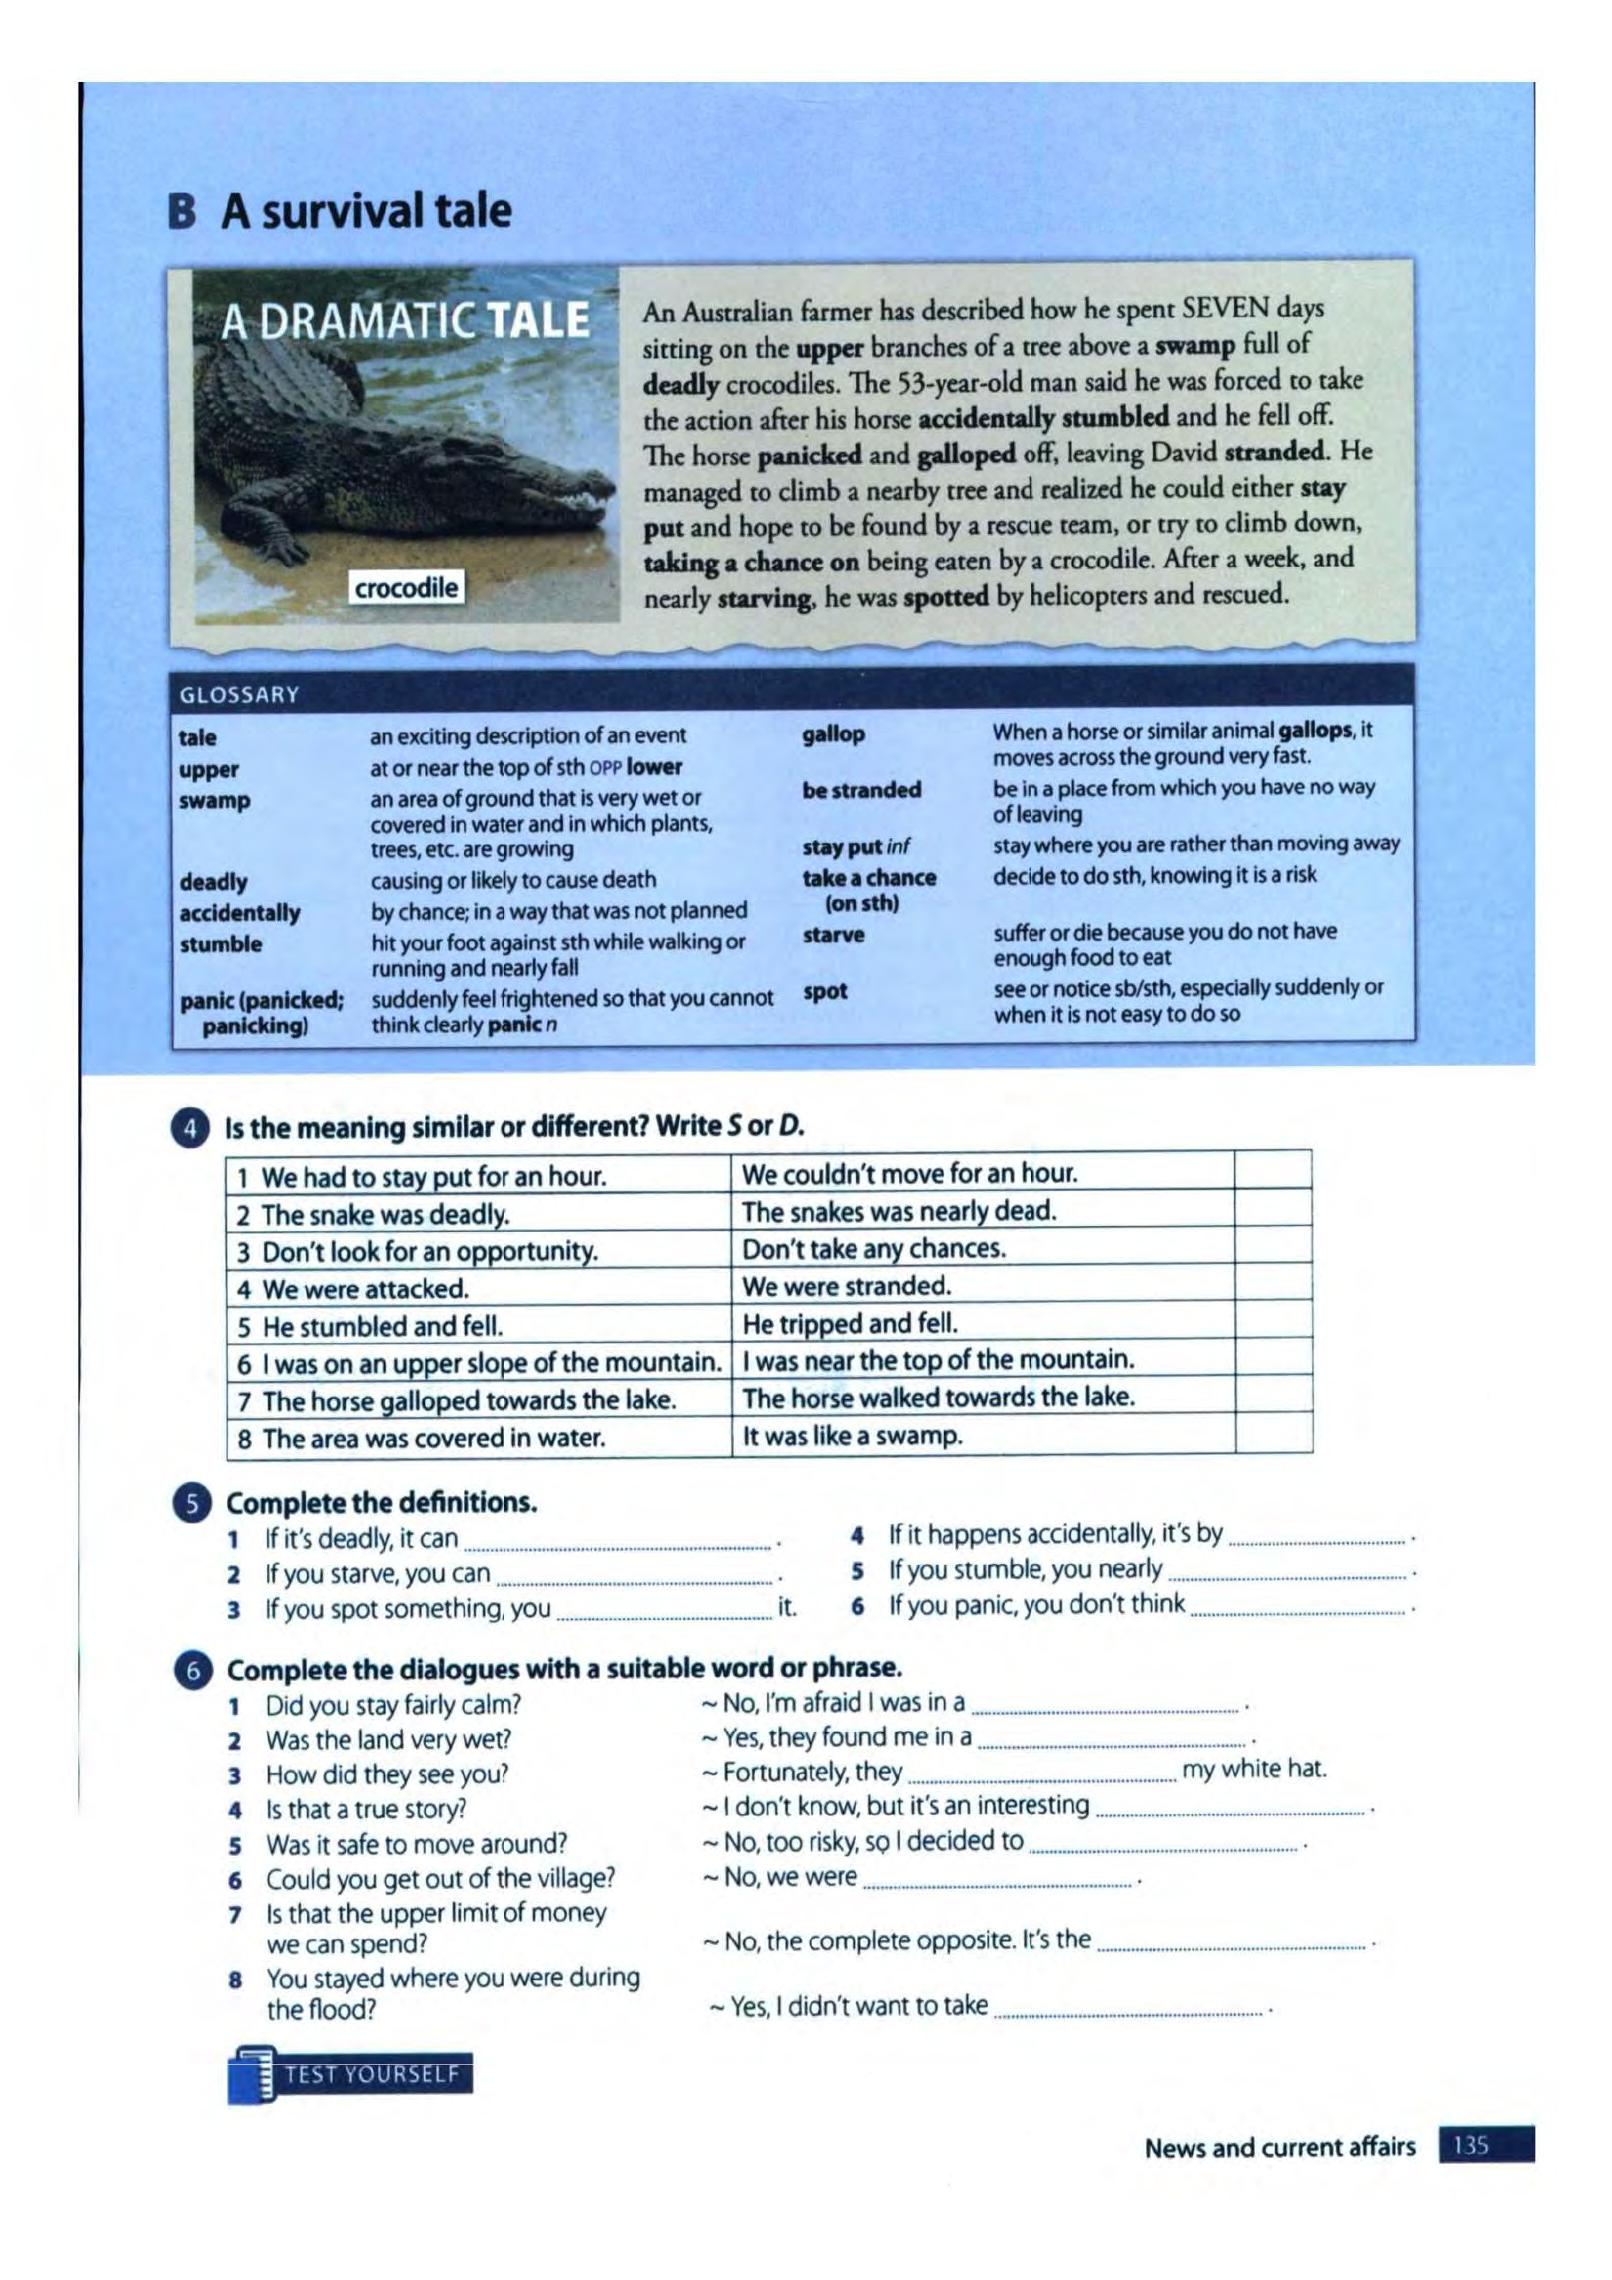 B A survival tale
A DRAMATIC TALE
crocodile
An Australian farmer has described how he spent SEVEN days
sitting on the upper branches of a tree above a swamp full of
deadly crocodiles. The 53-year-old man said he was forced to take
the action after his horse accidentally stumbled and he fell off.
The horse panicked and galloped off, leaving David stranded. He
managed to climb a nearby tree and realized he could either stay
put and hope to be found by a rescue team, or try to climb down,
taking a chance on being eaten by a crocodile. After a week, and
nearly starving, he was spotted by helicopters and rescued.
GLOSSARY
tale an exciting description of an event
upper at or near the top of sth OPP lower
swamp an area of ground that is very wet or
covered in water and in which plants,
trees, etc. are growing
deadly causing or likely to cause death
accidentally by chance; in a way that was not planned
stumble hit your foot against sth while walking or
running and nearly fall
panic (panicked; suddenly feel frightened so that you cannot
panicking) think clearly panic n
gallop When a horse or similar animal gallops, it
moves across the ground very fast.
be stranded be in a place from which you have no way
of leaving
stay put inf stay where you are rather than moving away
take a chance decide to do sth, knowing it is a risk
(on sth)
starve suffer or die because you do not have
enough food to eat
spot see or notice sb/sth, especially suddenly or
when it is not easy to do so
4 Is the meaning similar or different? Write S or D.
1 We had to stay put for an hour. We couldn't move for an hour.
2 The snake was deadly. The snakes was nearly dead.
3 Don't look for an opportunity. Don't take any chances.
4 We were attacked. We were stranded.
5 He stumbled and fell. He tripped and fell.
6 I was on an upper slope of the mountain. I was near the top of the mountain.
7 The horse galloped towards the lake. The horse walked towards the lake.
8 The area was covered in water. It was like a swamp.
5 Complete the definitions.
1 If it's deadly, it can .
2 If you starve, you can .
3 If you spot something, you it.
4 If it happens accidentally, it's by .
5 If you stumble, you nearly .
6 If you panic, you don't think .
6 Complete the dialogues with a suitable word or phrase.
1 Did you stay fairly calm? ~ No, I'm afraid I was in a .
2 Was the land very wet? ~ Yes, they found me in a .
3 How did they see you? ~ Fortunately, they my white hat.
4 Is that a true story? ~ I don't know, but it's an interesting .
5 Was it safe to move around? ~ No, too risky, so I decided to .
6 Could you get out of the village? ~ No, we were .
7 Is that the upper limit of money
we can spend? ~ No, the complete opposite. It's the .
8 You stayed where you were during
the flood? ~ Yes, I didn't want to take .
TEST YOURSELF
News and current affairs 135